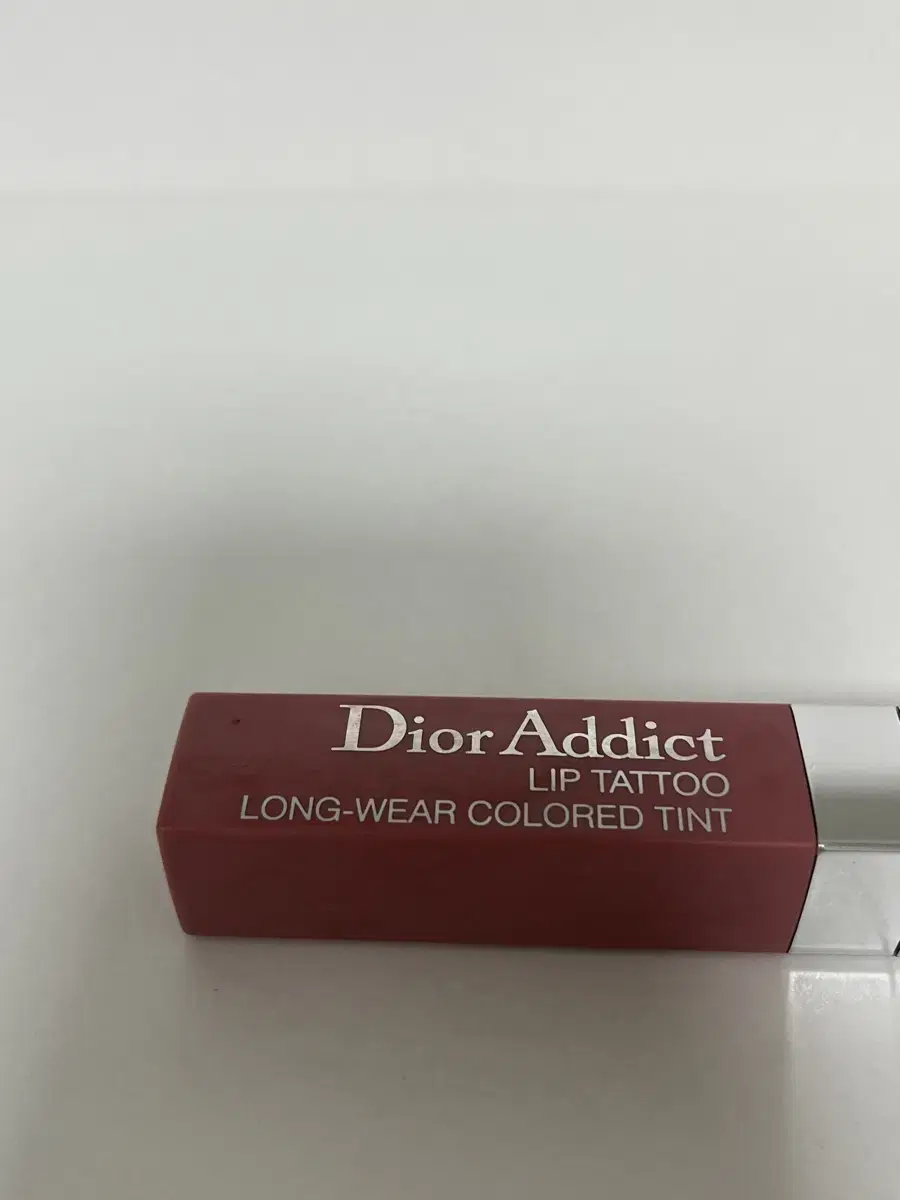 Dior Addict
LIP TATTOO
LONG-WEAR COLORED TINT